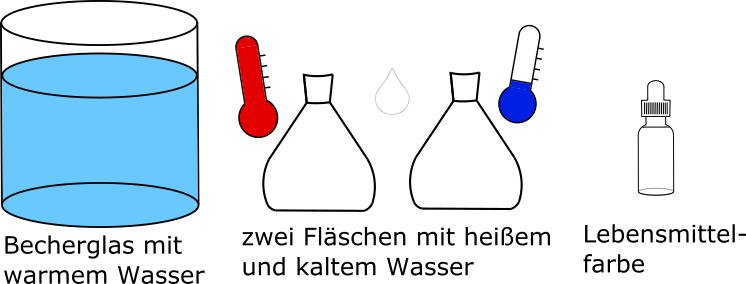 Becherglas mit
warmem Wasser
zwei Fläschen mit heißem
und kaltem Wasser
Lebensmittel-
farbe